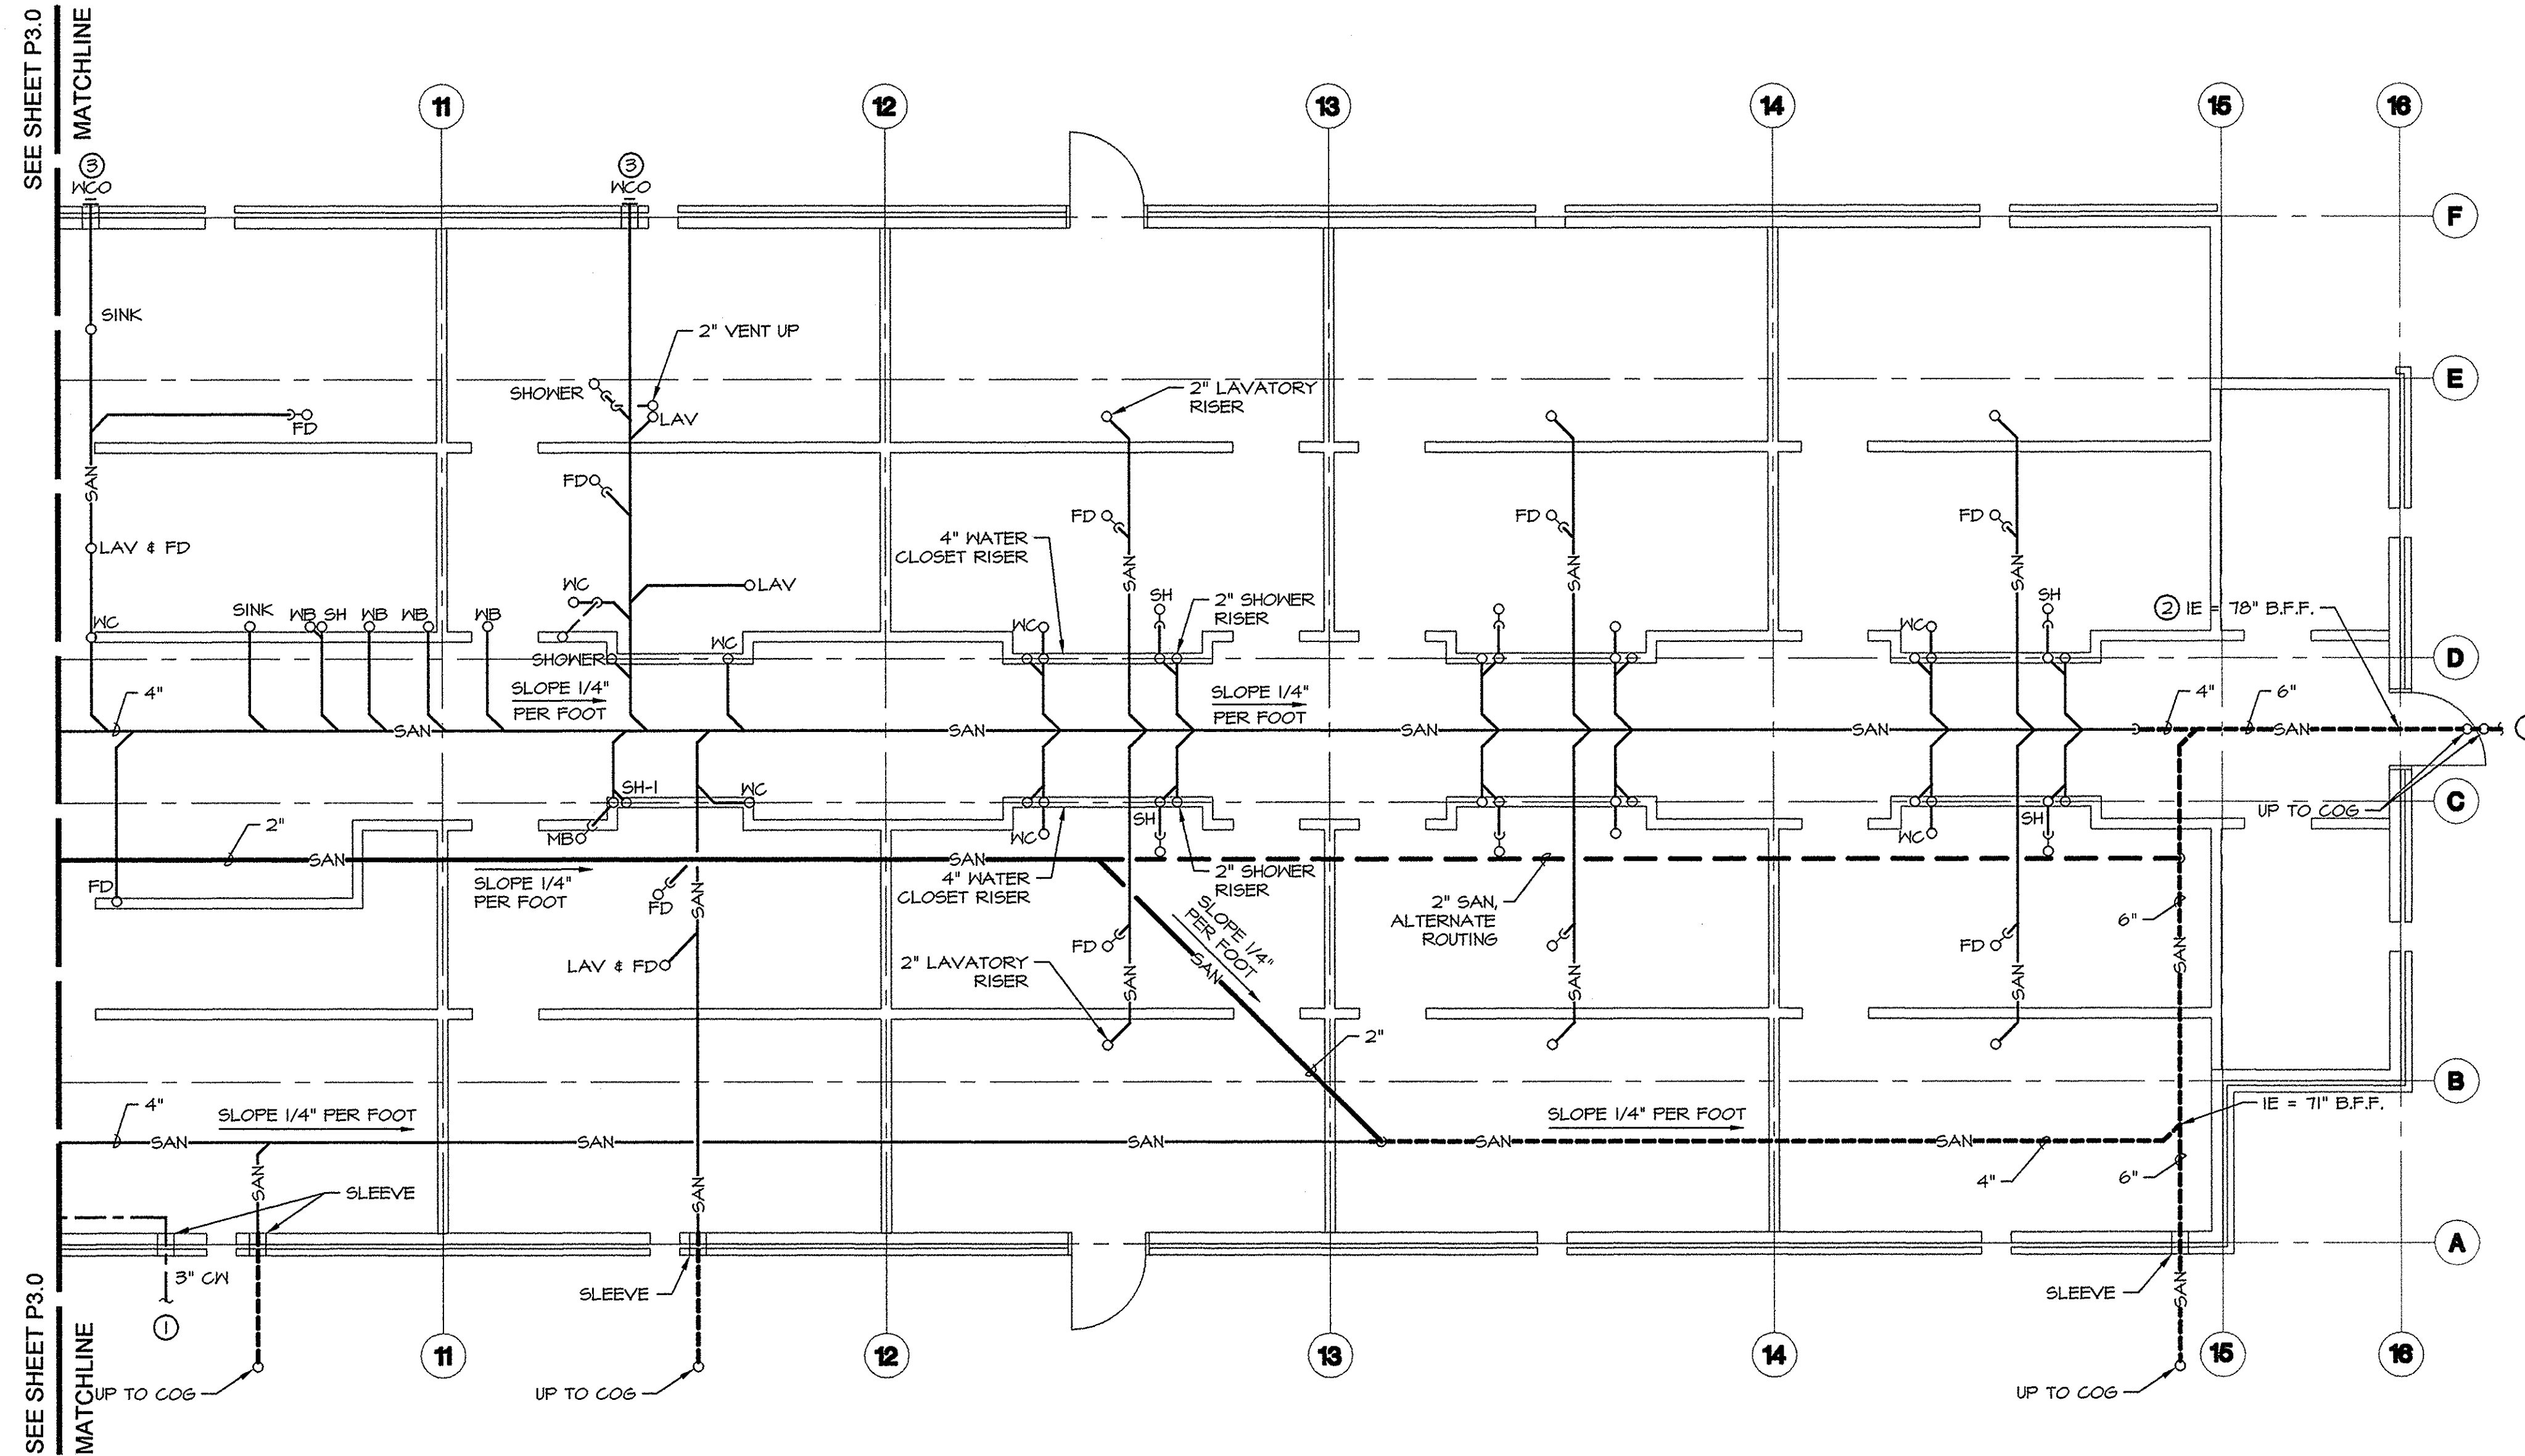 SEE SHEET P3.0
MATCHLINE
11
12
13
14
15
16
3
WCO
3
WCO
F
SINK
2" VENT UP
E
SHOWER
2" LAVATORY
RISER
LAV
FD
SAN
FD
FD
FD
FD
4" WATER
CLOSET RISER
LAV & FD
SAN
SAN
SAN
WC
LAV
SH
2" SHOWER
RISER
SH
2 IE = 78" B.F.F.
WC
SINK
WB
SH
WB
WB
WB
WC
WC
SHOWER
WC
D
4"
SLOPE 1/4"
PER FOOT
SLOPE 1/4"
PER FOOT
4"
6"
SAN
SAN
SAN
SAN
SAN
SH-1
WC
C
UP TO COG
2"
MB
WC
SH
WC
SH
SAN
SAN
SLOPE 1/4"
PER FOOT
4" WATER
CLOSET RISER
2" SHOWER
RISER
FD
FD
SAN
2" SAN,
ALTERNATE
ROUTING
6"
SLOPE 1/4"
PER FOOT
SAN
FD
FD
FD
SAN
LAV & FD
2" LAVATORY
RISER
SAN
SAN
SAN
2"
B
4"
SLOPE 1/4" PER FOOT
SLOPE 1/4" PER FOOT
IE = 71" B.F.F.
SAN
SAN
SAN
SAN
SAN
4"
6"
SAN
SLEEVE
SAN
A
3" CW
SLEEVE
SLEEVE
SAN
1
11
12
13
14
15
16
UP TO COG
UP TO COG
UP TO COG
SEE SHEET P3.0
MATCHLINE